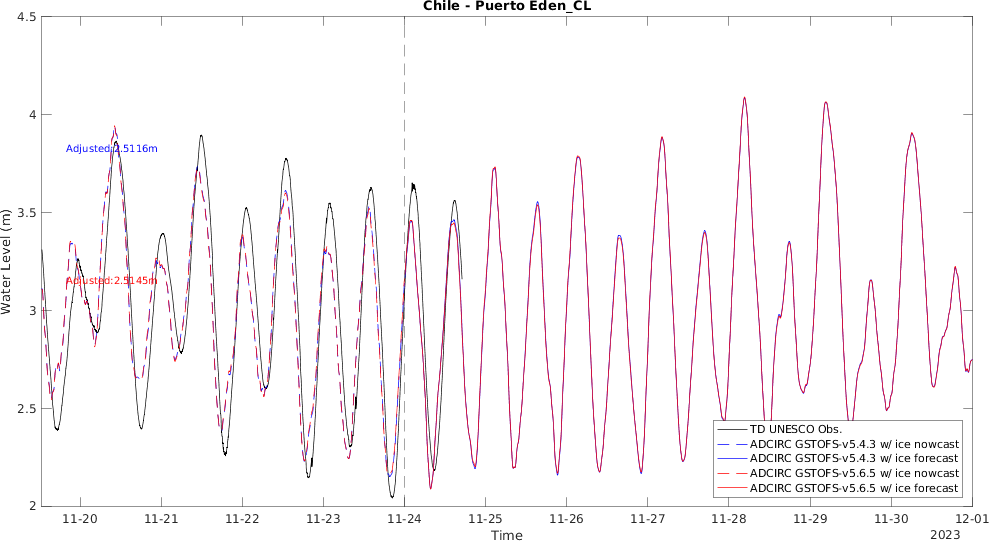 Chile - Puerto Eden_CL
4.5
4
3.5
3
2.5
2
Water Level (m)
Adjusted:2.5116m
Adjusted:2.5145m
TD UNESCO Obs.
ADCIRC GSTOFS-v5.4.3 w/ ice nowcast
ADCIRC GSTOFS-v5.4.3 w/ ice forecast
ADCIRC GSTOFS-v5.6.5 w/ ice nowcast
ADCIRC GSTOFS-v5.6.5 w/ ice forecast
11-20 11-21 11-22 11-23 11-24 11-25 11-26 11-27 11-28 11-29 11-30 12-01
Time
2023